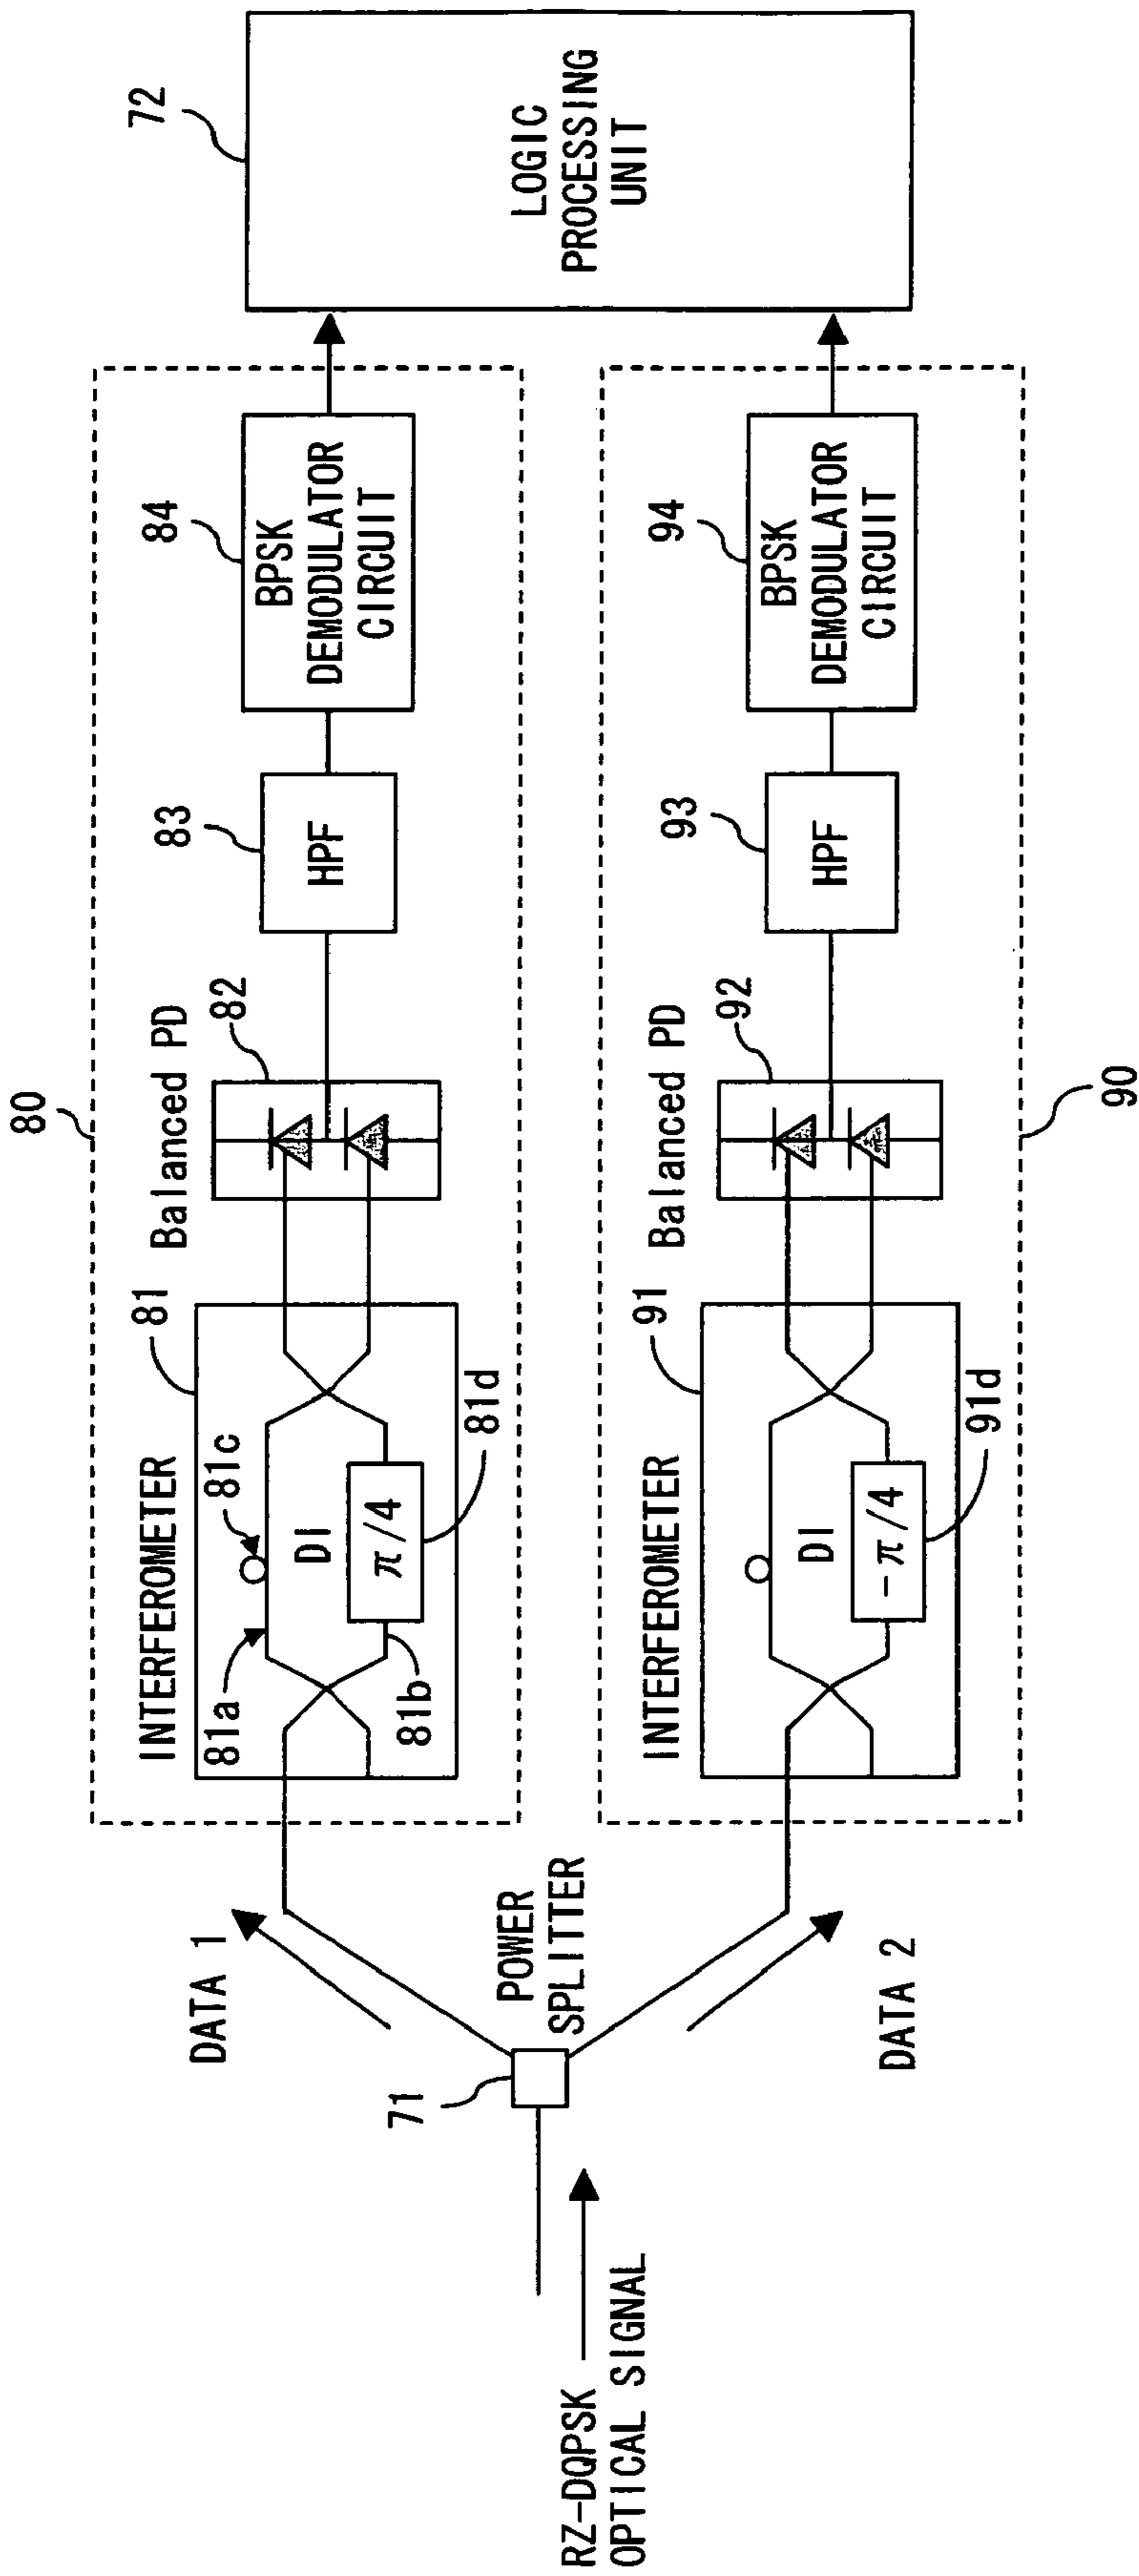 RZ-DQPSK
OPTICAL SIGNAL
71
POWER
SPLITTER
DATA 1
DATA 2
80
INTERFEROMETER
81
81a
81c
DI
π/4
81b
81d
Balanced PD
82
83
HPF
84
BPSK
DEMODULATOR
CIRCUIT
72
LOGIC
PROCESSING
UNIT
INTERFEROMETER
91
DI
-π/4
91d
Balanced PD
92
93
HPF
94
BPSK
DEMODULATOR
CIRCUIT
90